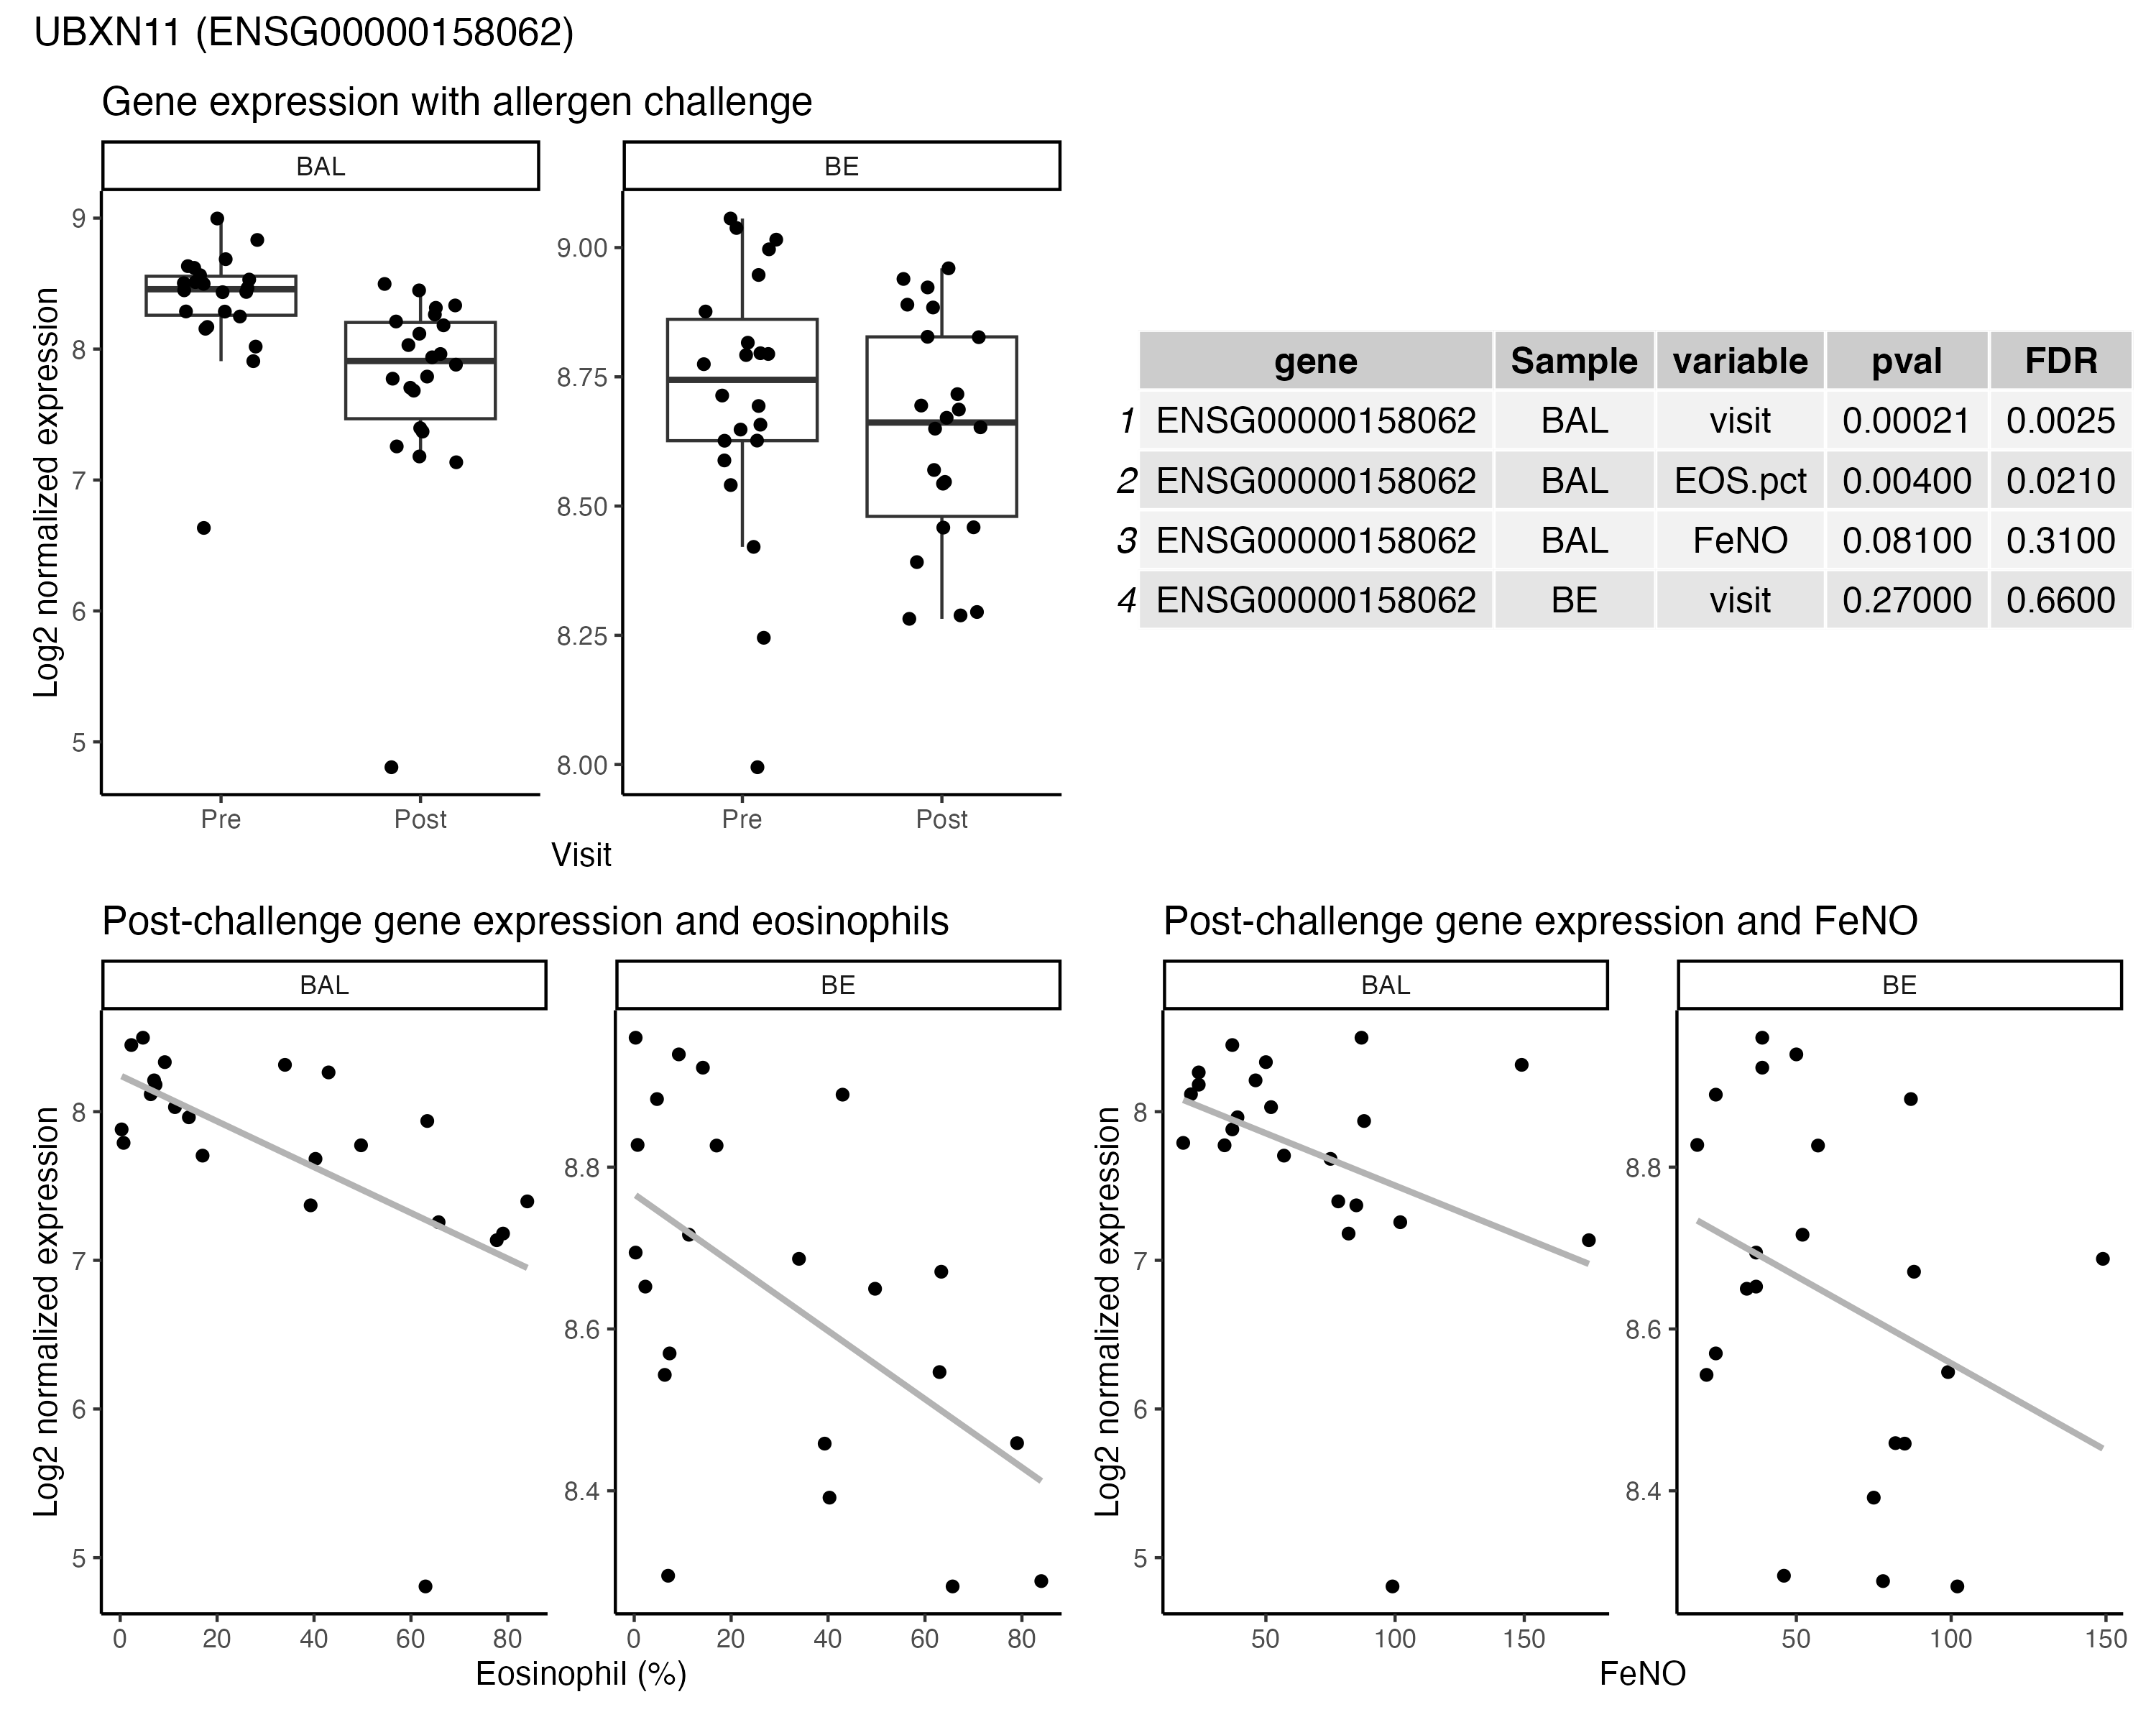 UBXN11 (ENSG00000158062)
Gene expression with allergen challenge
BAL
BE
Log2 normalized expression
9
8
7
6
5
9.00
8.75
8.50
8.25
8.00
Pre
Post
Pre
Post
Visit
gene Sample variable pval FDR
1 ENSG00000158062 BAL visit 0.00021 0.0025
2 ENSG00000158062 BAL EOS.pct 0.00400 0.0210
3 ENSG00000158062 BAL FeNO 0.08100 0.3100
4 ENSG00000158062 BE visit 0.27000 0.6600
Post-challenge gene expression and eosinophils
BAL
BE
Log2 normalized expression
8
7
6
5
8.8
8.6
8.4
0 20 40 60 80
0 20 40 60 80
Eosinophil (%)
Post-challenge gene expression and FeNO
BAL
BE
Log2 normalized expression
8
7
6
5
8.8
8.6
8.4
50 100 150
50 100 150
FeNO